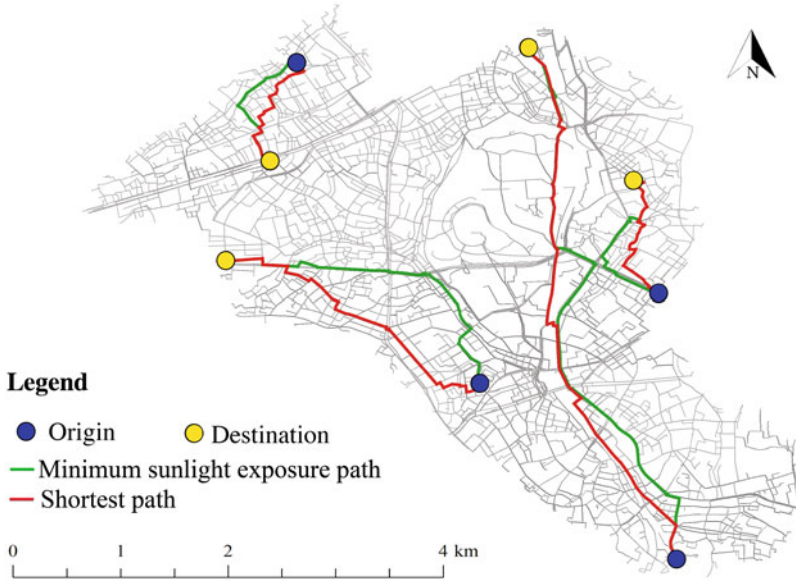 N
Legend
Origin
Destination
Minimum sunlight exposure path
Shortest path
0 1 2 4 km